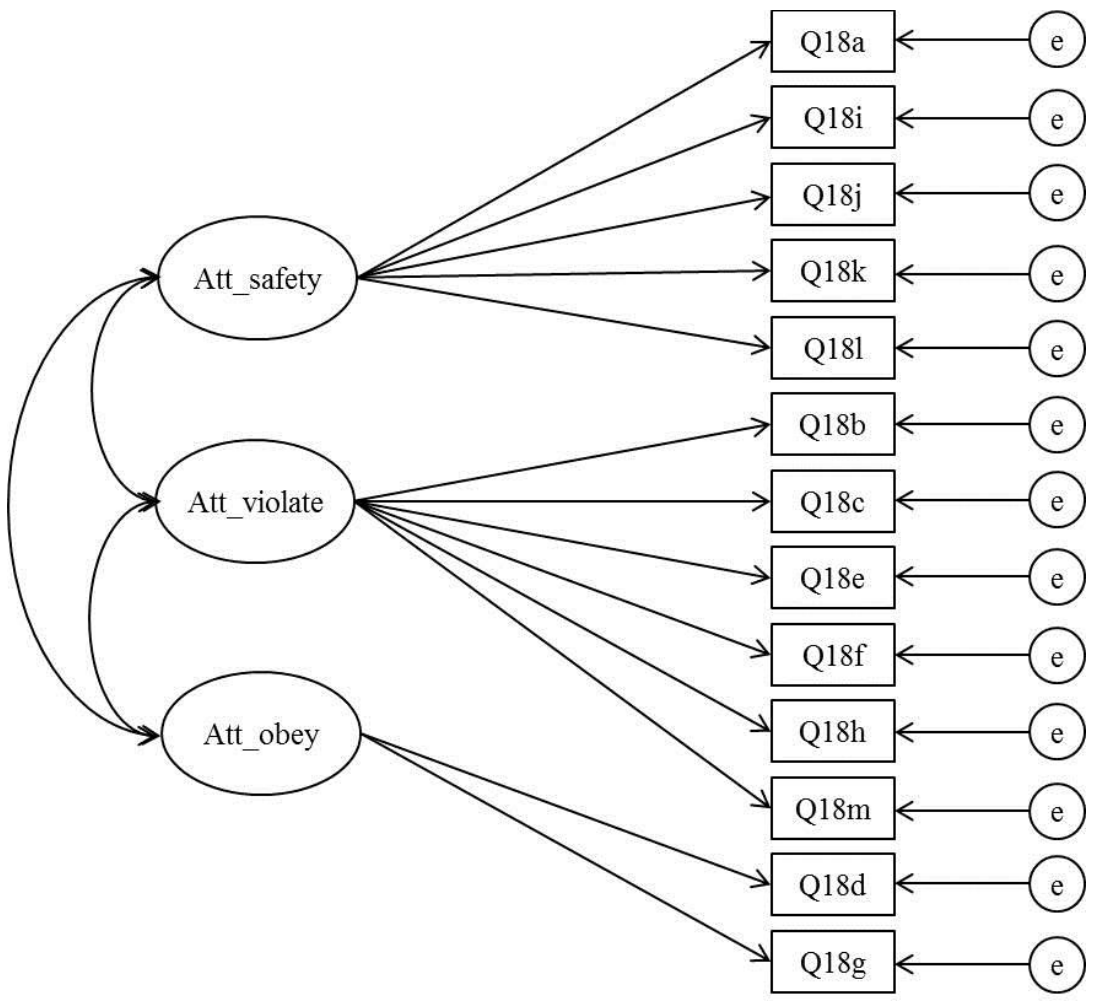 Q18a e
Q18i e
Q18j e
Att_safety Q18k e
Q18l e
Q18b e
Att_violate Q18c e
Q18e e
Q18f e
Att_obey Q18h e
Q18m e
Q18d e
Q18g e